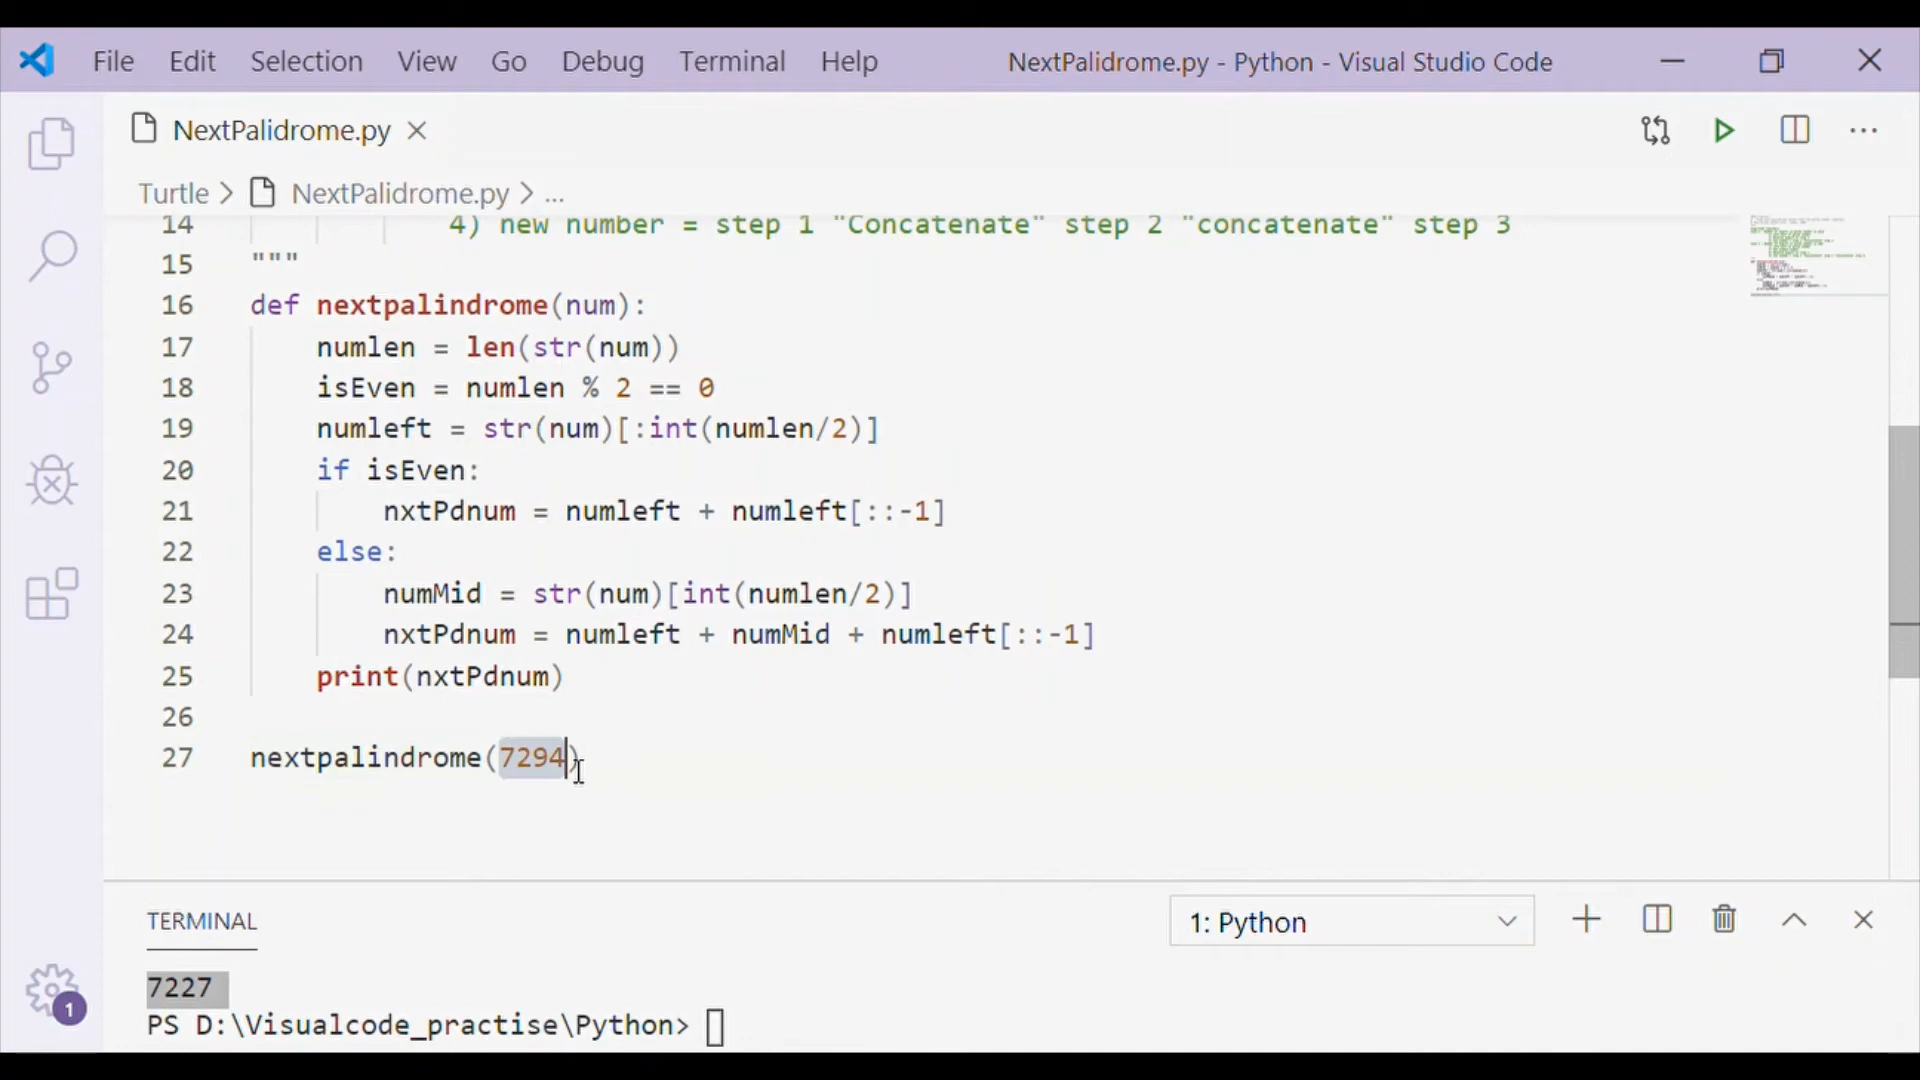 File Edit Selection View Go Debug Terminal Help NextPalidrome.py - Python - Visual Studio Code
NextPalidrome.py
Turtle > NextPalidrome.py > ...
14 4) new number = step 1 "Concatenate" step 2 "concatenate" step 3
15 """
16 def nextpalindrome(num):
17 numlen = len(str(num))
18 isEven = numlen % 2 == 0
19 numleft = str(num)[:int(numlen/2)]
20 if isEven:
21 nxtPdnum = numleft + numleft[::-1]
22 else:
23 numMid = str(num)[int(numlen/2)]
24 nxtPdnum = numleft + numMid + numleft[::-1]
25 print(nxtPdnum)
26
27 nextpalindrome(7294)
TERMINAL
1: Python
7227
1
PS D:\Visualcode_practise\Python>